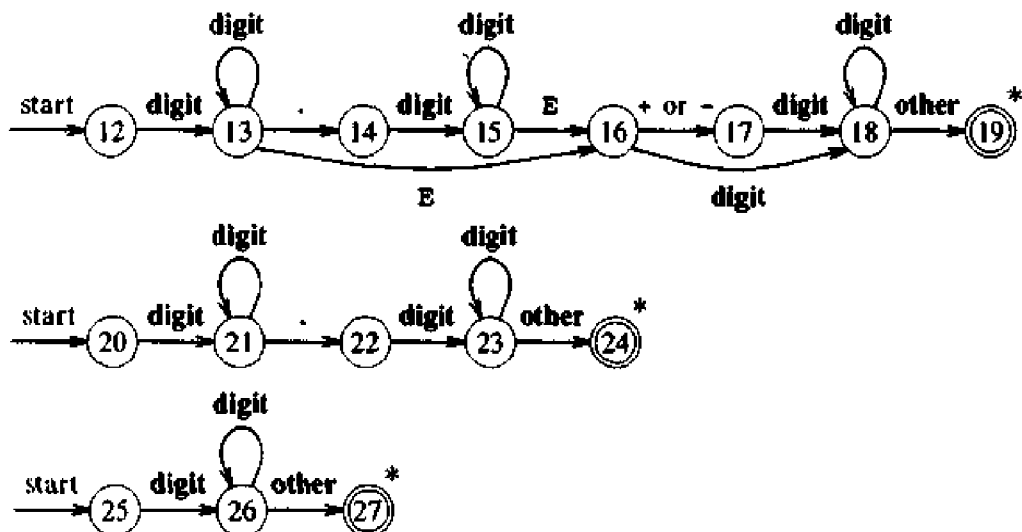 digit digit digit
start digit . digit E + or - digit other *
12 13 14 15 16 17 18 19
E digit
digit digit
start digit . digit other *
20 21 22 23 24
digit
start digit other *
25 26 27